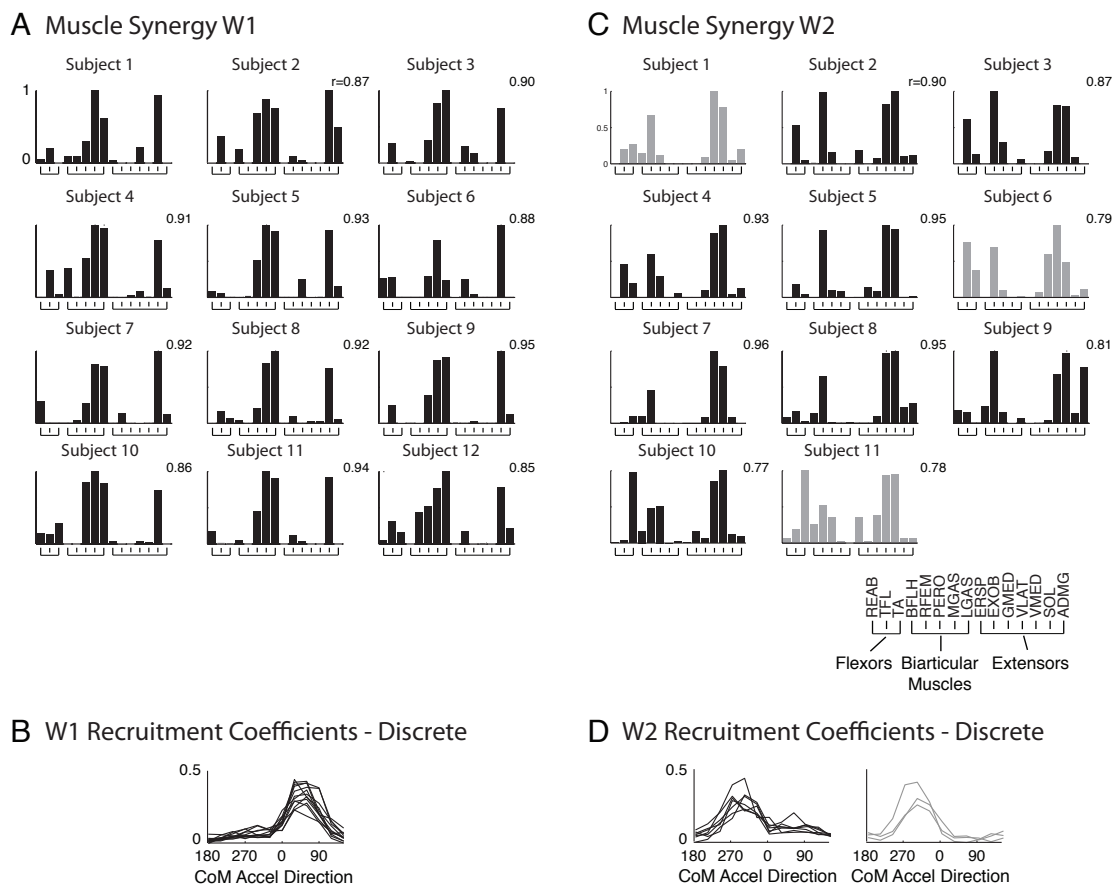 A Muscle Synergy W1
Subject 1
Subject 2
Subject 3
r=0.87
0.90
1
0
Subject 4
Subject 5
Subject 6
0.91
0.93
0.88
Subject 7
Subject 8
Subject 9
0.92
0.92
0.95
Subject 10
Subject 11
Subject 12
0.86
0.94
0.85
C Muscle Synergy W2
Subject 1
Subject 2
Subject 3
r=0.90
0.87
1
0.5
0
Subject 4
Subject 5
Subject 6
0.93
0.95
0.79
Subject 7
Subject 8
Subject 9
0.96
0.95
0.81
Subject 10
Subject 11
0.77
0.78
REAB
TFL
TA
BFLH
RFEM
PERO
MGAS
LGAS
ERSP
EXOB
GMED
VLAT
VMED
SOL
ADMG
Flexors
Biarticular
Muscles
Extensors
B W1 Recruitment Coefficients - Discrete
0.5
0
180 270 0 90
CoM Accel Direction
D W2 Recruitment Coefficients - Discrete
0.5
0
180 270 0 90
CoM Accel Direction
180 270 0 90
CoM Accel Direction